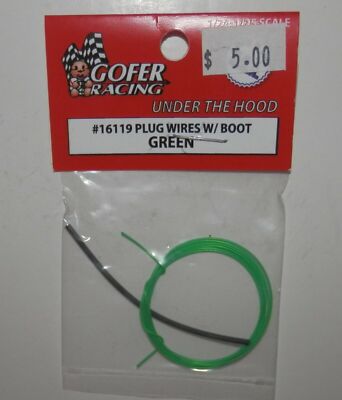 GOFER
RACING
1/24-1/25 SCALE
$ 5.00
UNDER THE HOOD
#16119 PLUG WIRES W/ BOOT
GREEN